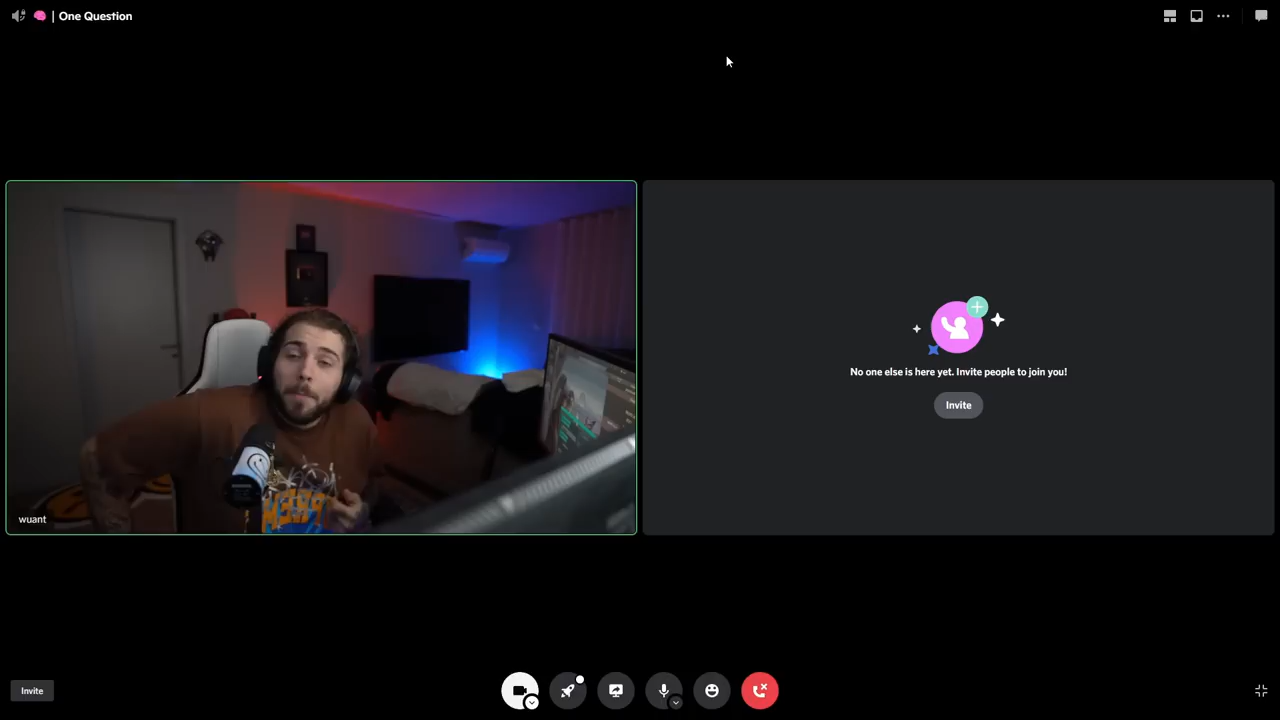 | One Question
wuant
No one else is here yet. Invite people to join you!
Invite
Invite